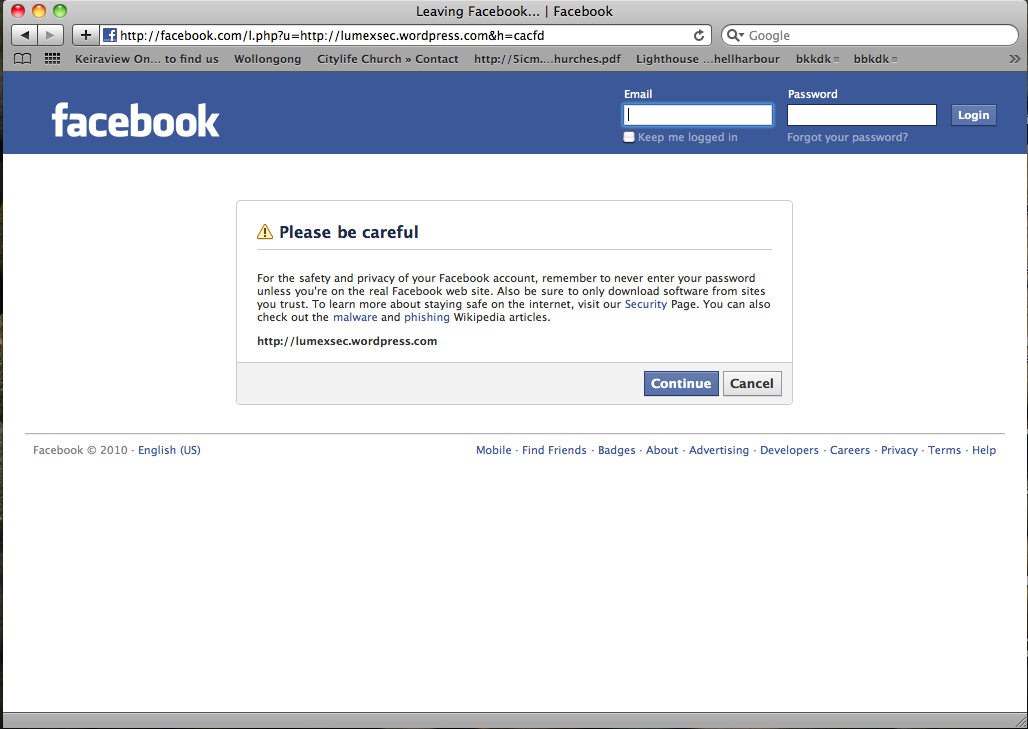 Leaving Facebook... | Facebook
http://facebook.com/l.php?u=http://lumexsec.wordpress.com&h=cacfd
Google
Keiraview On... to find us Wollongong Citylife Church » Contact http://5icm....hurches.pdf Lighthouse ...hellharbour bkkdk bbkdk
facebook
Email Password
Login
Keep me logged in Forgot your password?
Please be careful
For the safety and privacy of your Facebook account, remember to never enter your password
unless you're on the real Facebook web site. Also be sure to only download software from sites
you trust. To learn more about staying safe on the internet, visit our Security Page. You can also
check out the malware and phishing Wikipedia articles.
http://lumexsec.wordpress.com
Continue Cancel
Facebook © 2010 · English (US) Mobile · Find Friends · Badges · About · Advertising · Developers · Careers · Privacy · Terms · Help